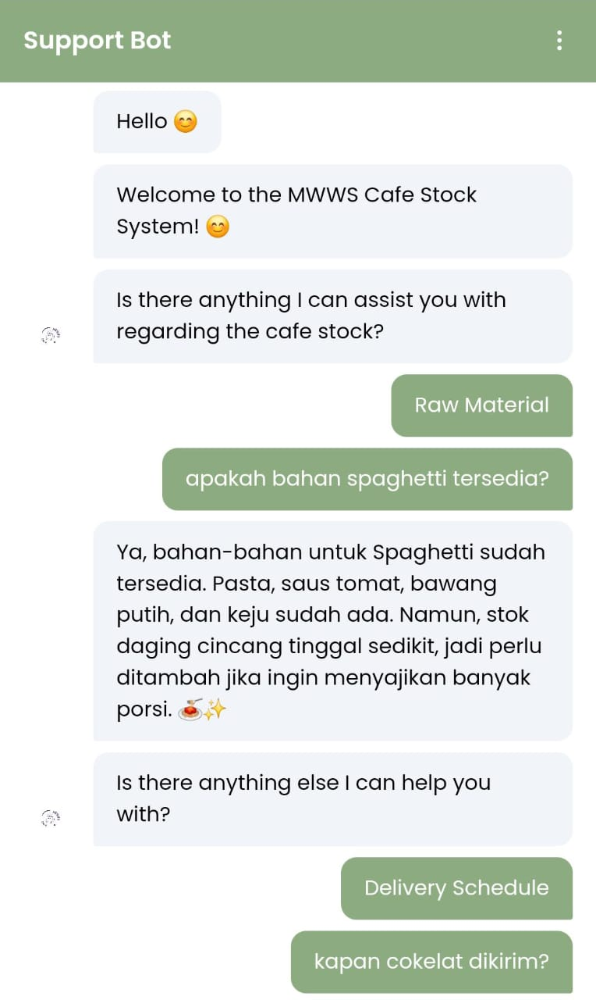 Support Bot
Hello 😊
Welcome to the MWWS Cafe Stock
System! 😊
Is there anything I can assist you with
regarding the cafe stock?
Raw Material
apakah bahan spaghetti tersedia?
Ya, bahan-bahan untuk Spaghetti sudah
tersedia. Pasta, saus tomat, bawang
putih, dan keju sudah ada. Namun, stok
daging cincang tinggal sedikit, jadi perlu
ditambah jika ingin menyajikan banyak
porsi. 🍝✨
Is there anything else I can help you
with?
Delivery Schedule
kapan cokelat dikirim?